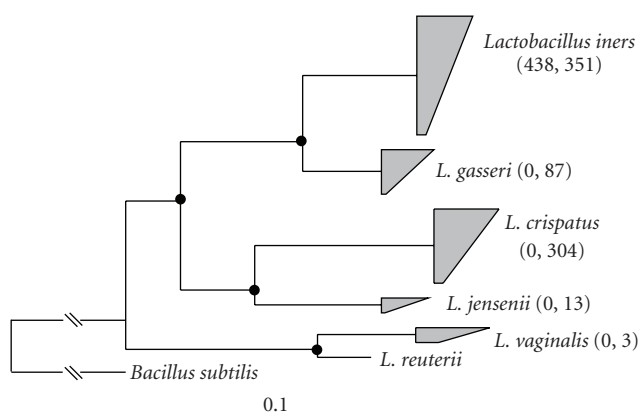 Lactobacillus iners
(438, 351)
L. gasseri (0, 87)
L. crispatus
(0, 304)
L. jensenii (0, 13)
L. vaginalis (0, 3)
L. reuterii
Bacillus subtilis
0.1